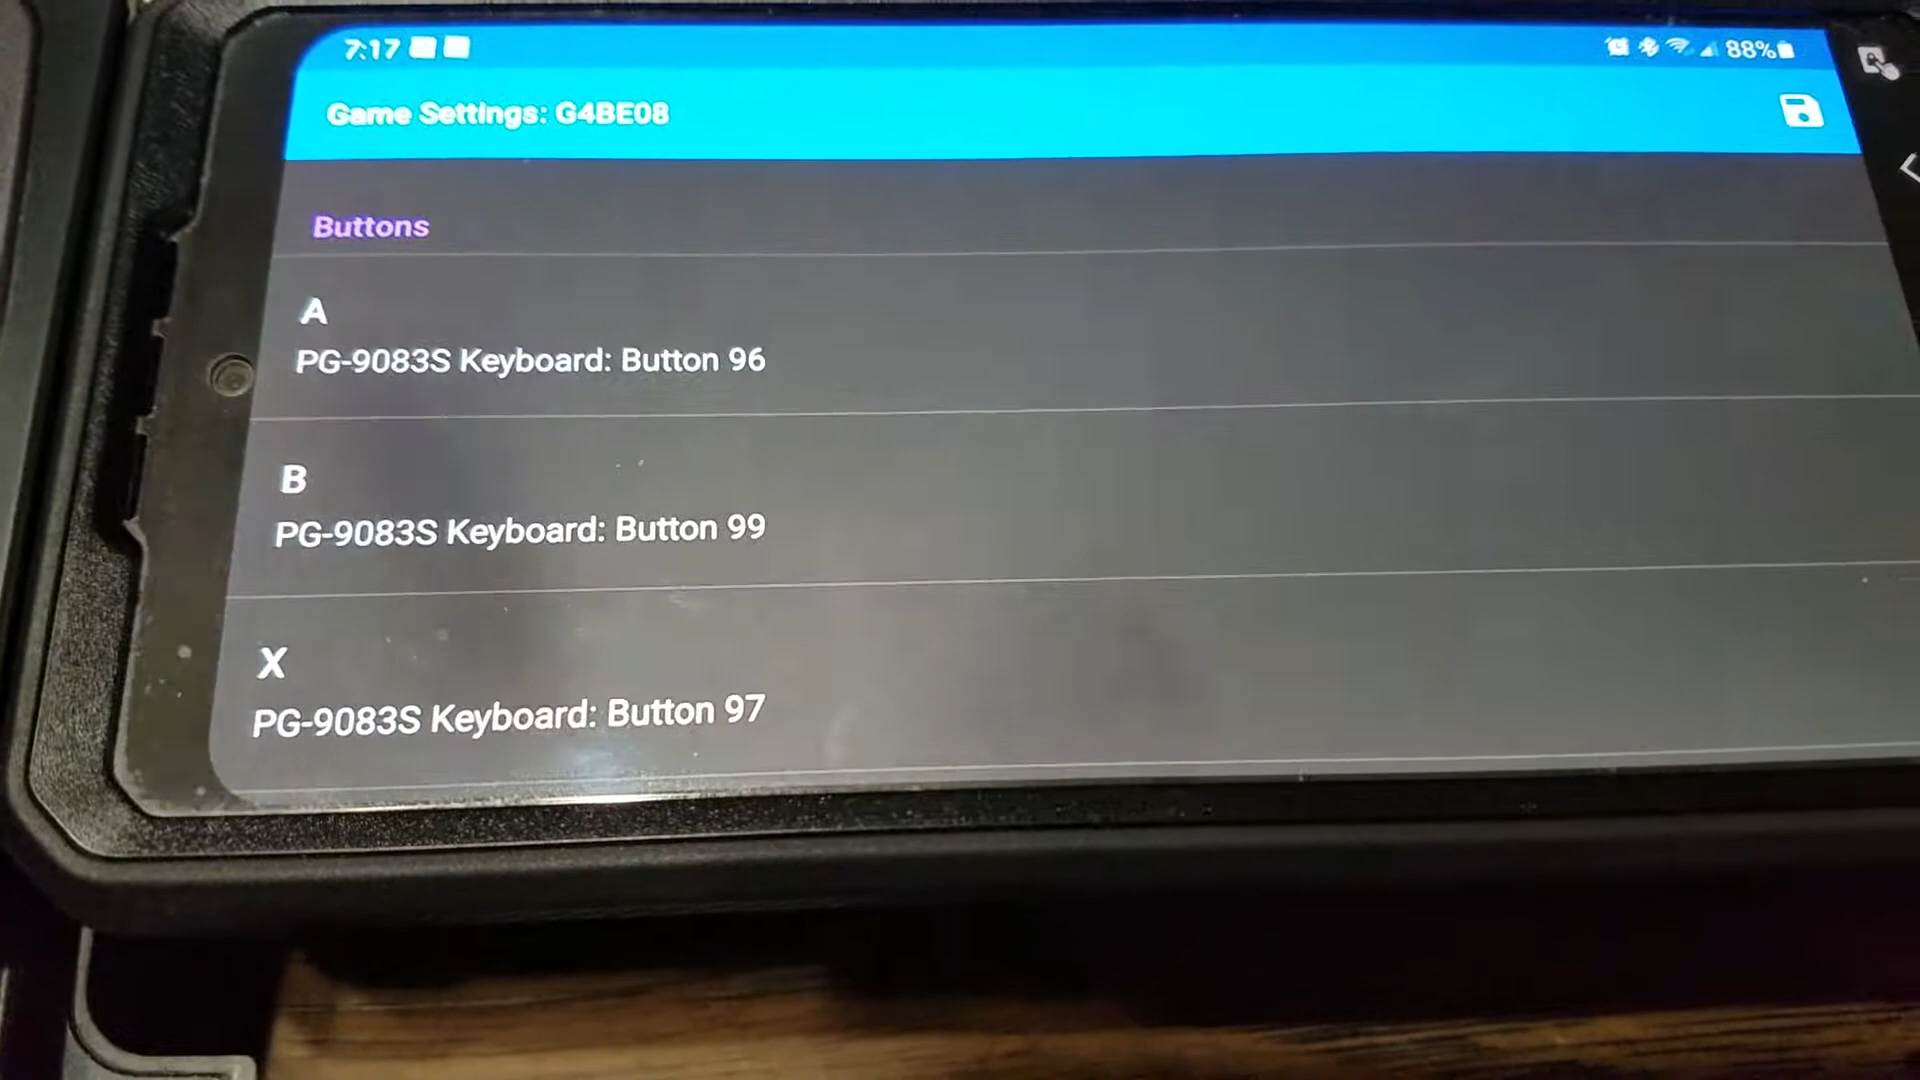 7:17 88%
Game Settings: G4BE08
Buttons
A
PG-9083S Keyboard: Button 96
B
PG-9083S Keyboard: Button 99
X
PG-9083S Keyboard: Button 97